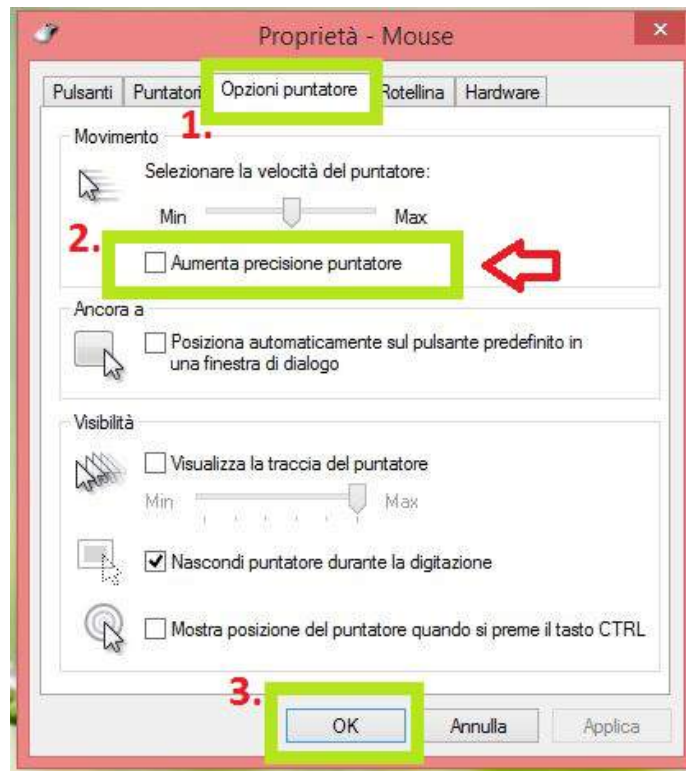 Proprietà - Mouse
×
Pulsanti Puntatori Opzioni puntatore Rotellina Hardware
1.
Movimento
Selezionare la velocità del puntatore:
Min Max
2.
Aumenta precisione puntatore
Ancora a
Posiziona automaticamente sul pulsante predefinito in
una finestra di dialogo
Visibilità
Visualizza la traccia del puntatore
Min Max
Nascondi puntatore durante la digitazione
Mostra posizione del puntatore quando si preme il tasto CTRL
3.
OK Annulla Applica